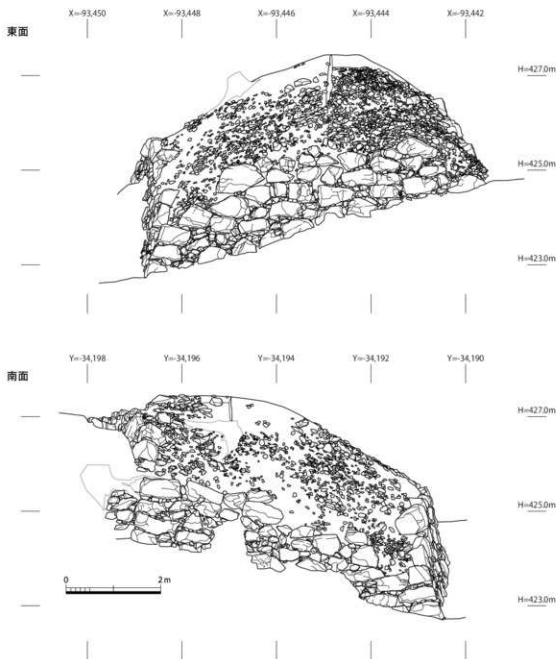 X=-93,450 X=-93,448 X=-93,446 X=-93,444 X=-93,442
東面
H=427.0m
H=425.0m
H=423.0m
Y=-34,198 Y=-34,196 Y=-34,194 Y=-34,192 Y=-34,190
南面
H=427.0m
H=425.0m
0 2m
H=423.0m